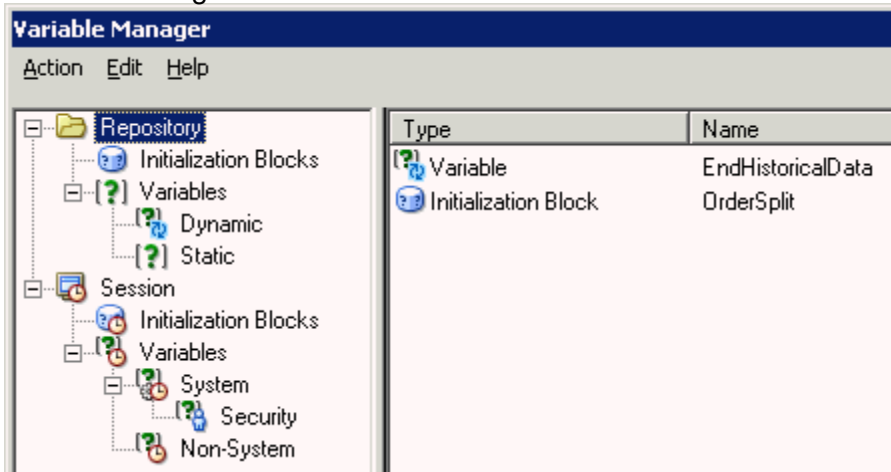 Variable Manager
Action Edit Help
Repository
Initialization Blocks
Variables
Dynamic
Static
Session
Initialization Blocks
Variables
System
Security
Non-System
Type Name
Variable EndHistoricalData
Initialization Block OrderSplit